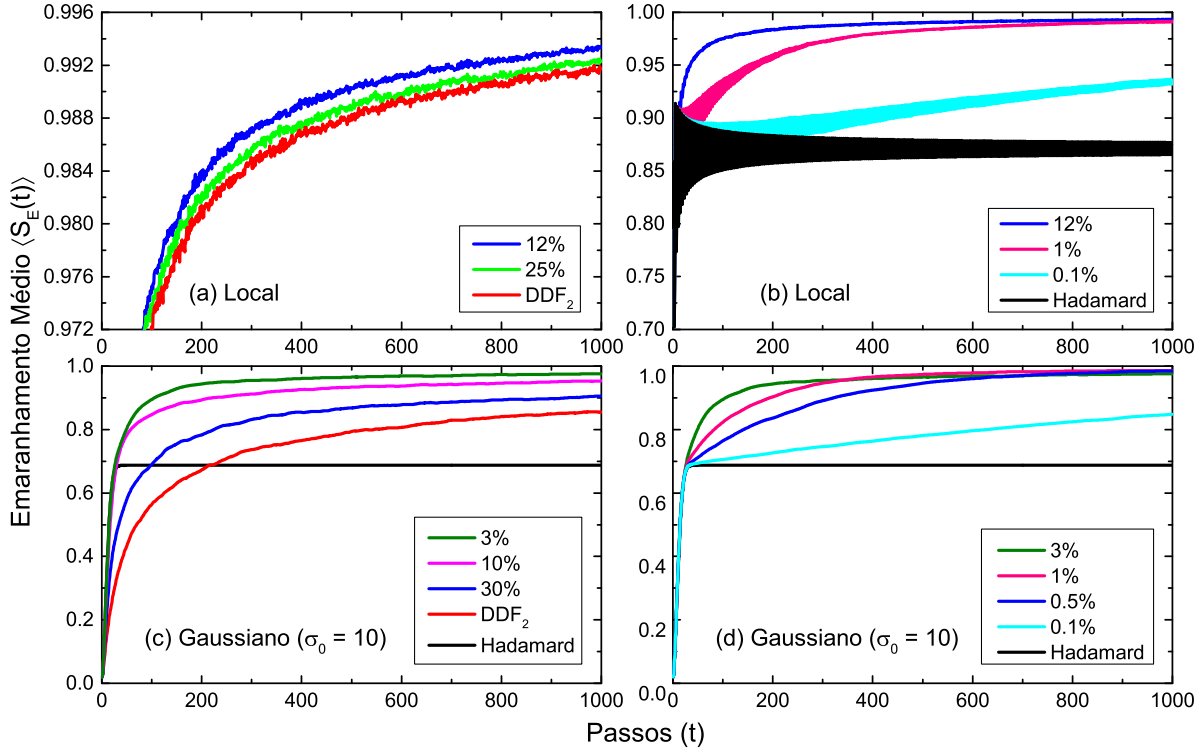 Emaranhamento Médio ⟨S_E(t)⟩
0.996
0.992
0.988
0.984
0.980
0.976
0.972
0 200 400 600 800 1000
(a) Local
12%
25%
DDF₂
1.00
0.95
0.90
0.85
0.80
0.75
0.70
0 200 400 600 800 1000
(b) Local
12%
1%
0.1%
Hadamard
1.0
0.8
0.6
0.4
0.2
0.0
0 200 400 600 800 1000
(c) Gaussiano (σ₀ = 10)
3%
10%
30%
DDF₂
Hadamard
1.0
0.8
0.6
0.4
0.2
0.0
0 200 400 600 800 1000
(d) Gaussiano (σ₀ = 10)
3%
1%
0.5%
0.1%
Hadamard
Passos (t)